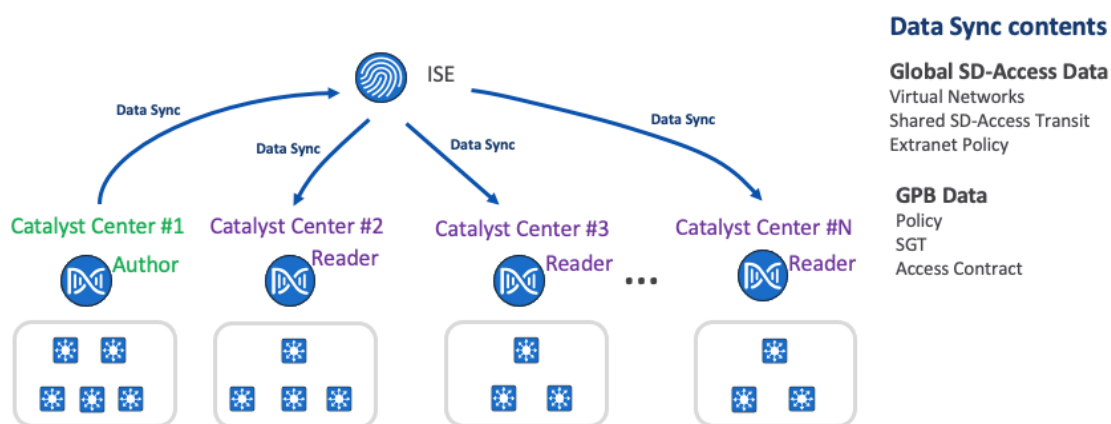 Data Sync contents
ISE
Global SD-Access Data
Virtual Networks
Shared SD-Access Transit
Extranet Policy
Data Sync
Data Sync
Data Sync
Data Sync
GPB Data
Policy
SGT
Access Contract
Catalyst Center #1
Author
Catalyst Center #2
Reader
Catalyst Center #3
Reader
...
Catalyst Center #N
Reader